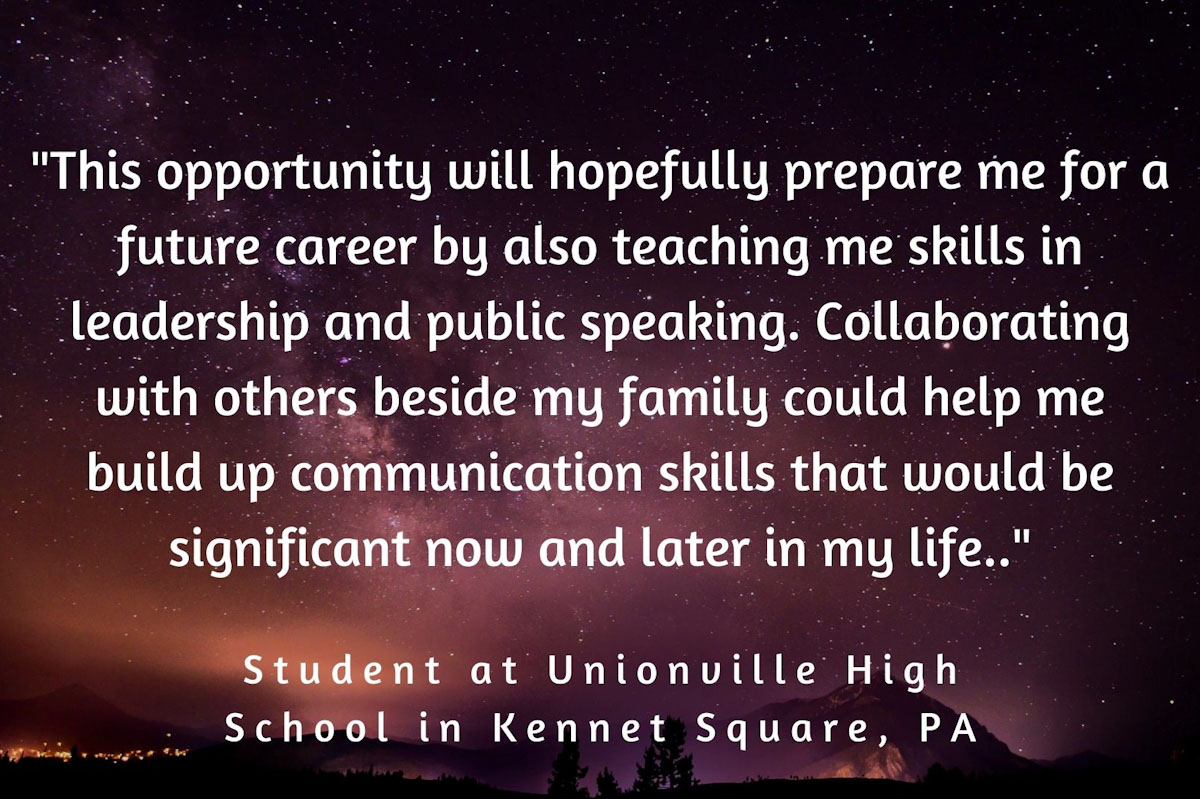 "This opportunity will hopefully prepare me for a
future career by also teaching me skills in
leadership and public speaking. Collaborating
with others beside my family could help me
build up communication skills that would be
significant now and later in my life.."
Student at Unionville High
School in Kennet Square, PA